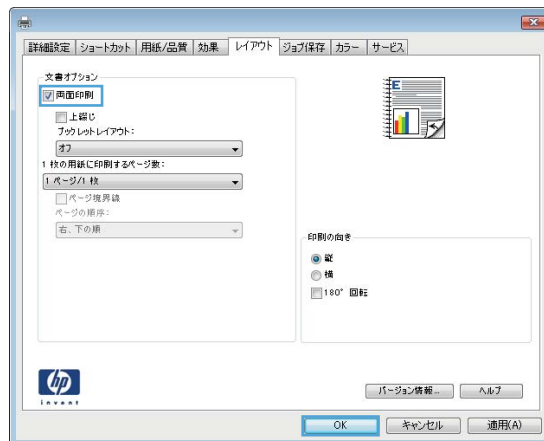 詳細設定 ショートカット 用紙/品質 効果 レイアウト ジョブ保存 カラー サービス
文書オプション
両面印刷
上綴じ
ブックレットレイアウト:
オフ
1 枚の用紙に印刷するページ数:
1 ページ/1 枚
ページ境界線
ページの順序:
右、下の順
E
印刷の向き
縦
横
180° 回転
hp
invent
バージョン情報... ヘルプ
OK キャンセル 適用(A)